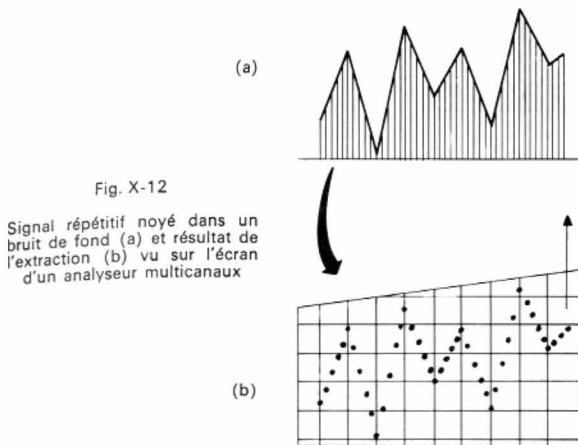 (a)
Fig. X-12
Signal répétitif noyé dans un
bruit de fond (a) et résultat de
l'extraction (b) vu sur l'écran
d'un analyseur multicanaux
(b)